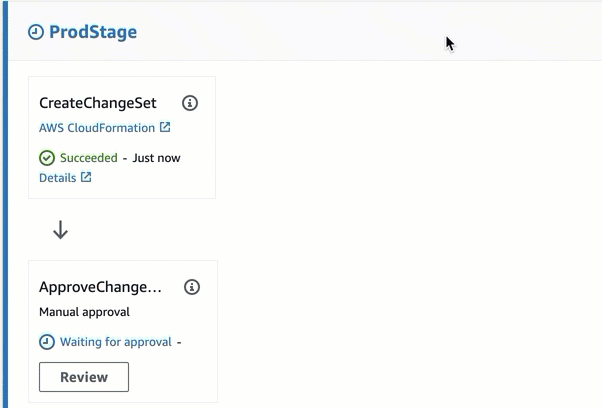 ProdStage
CreateChangeSet
AWS CloudFormation
Succeeded - Just now
Details
ApproveChange...
Manual approval
Waiting for approval -
Review